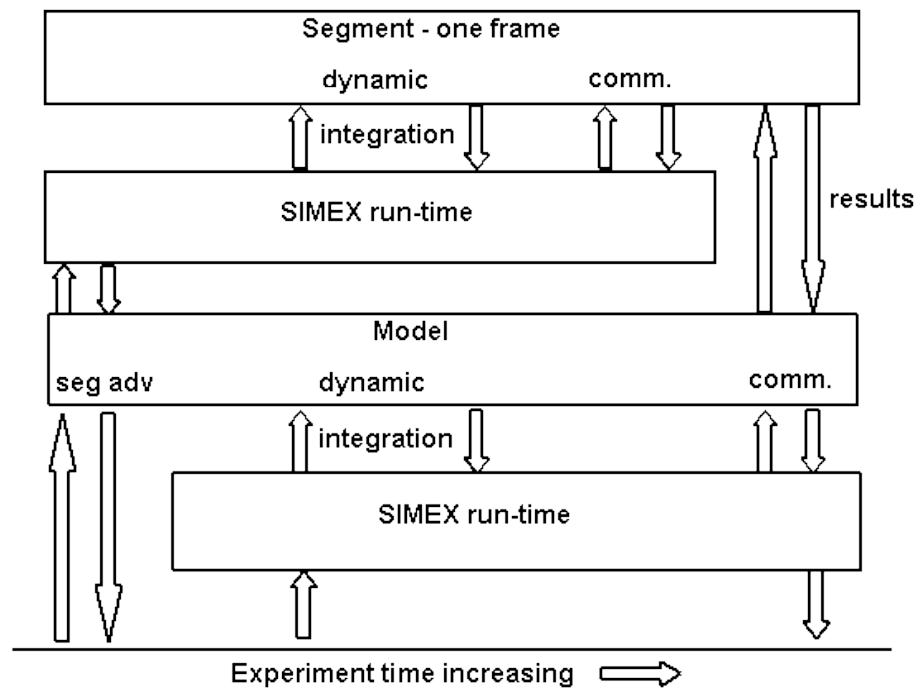 Segment - one frame
dynamic
comm.
integration
results
SIMEX run-time
Model
seg adv
dynamic
comm.
integration
SIMEX run-time
Experiment time increasing